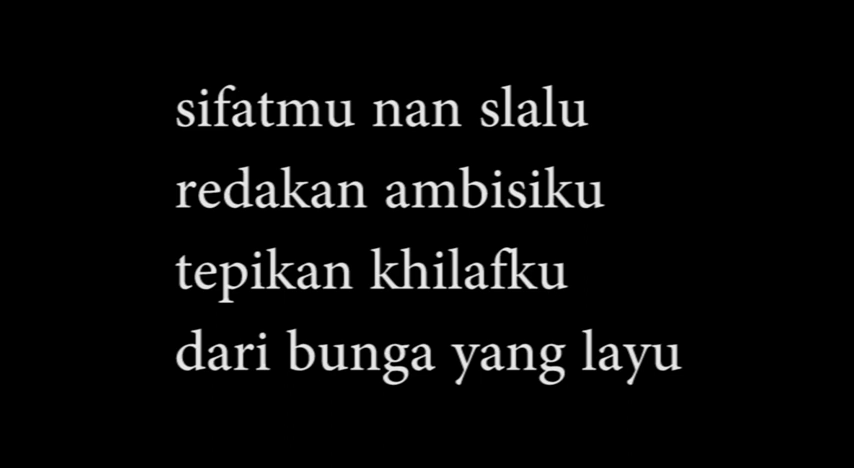 sifatmu nan slalu
redakan ambisiku
tepikan khilafku
dari bunga yang layu